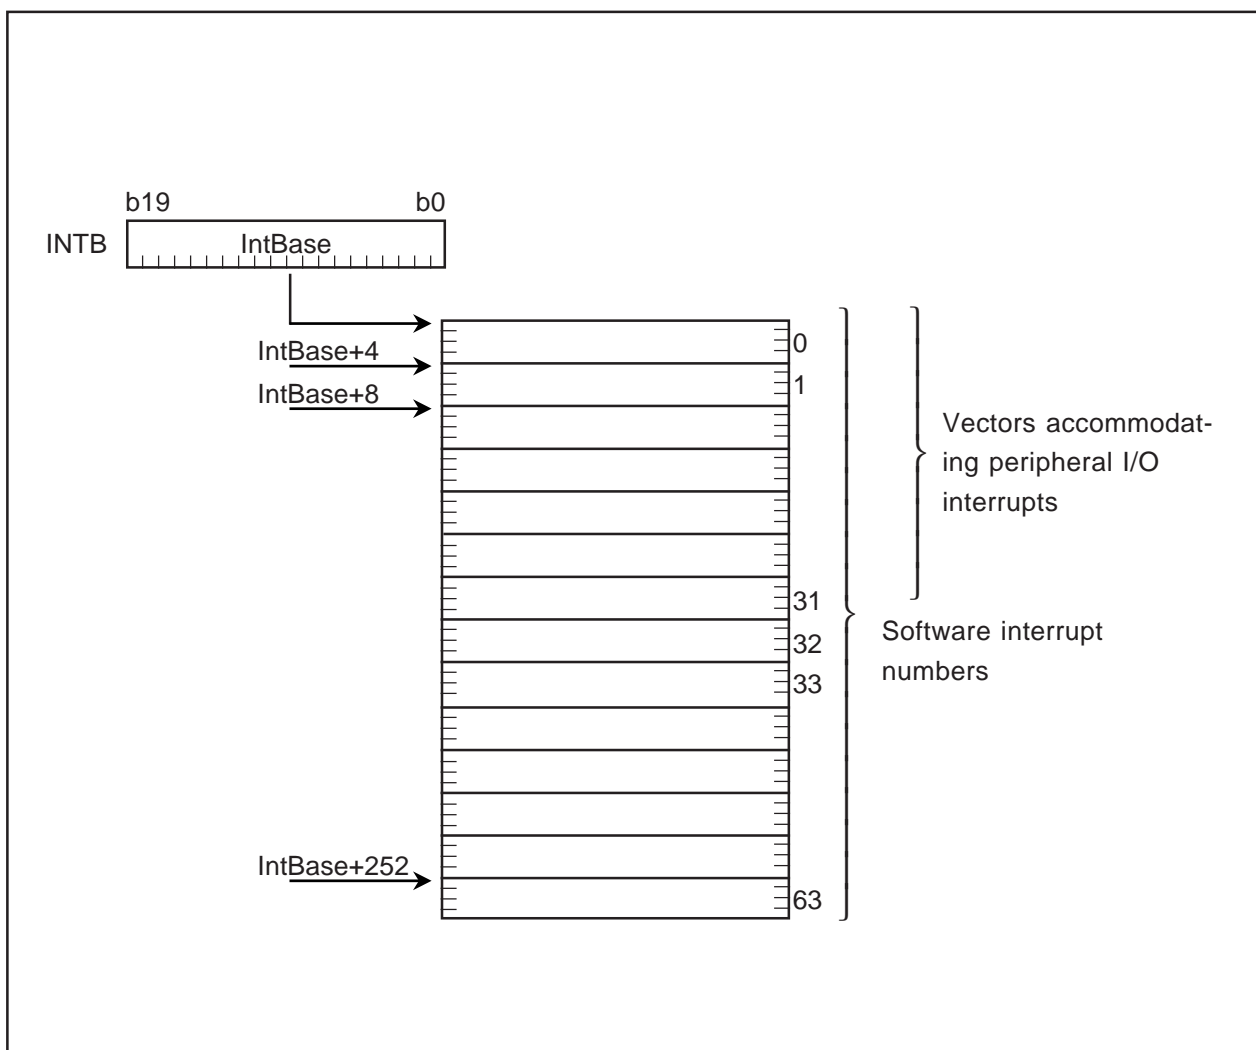 b19 b0
INTB IntBase
IntBase+4
IntBase+8
IntBase+252
0
1
31
32
33
63
Vectors accommodat-
ing peripheral I/O
interrupts
Software interrupt
numbers